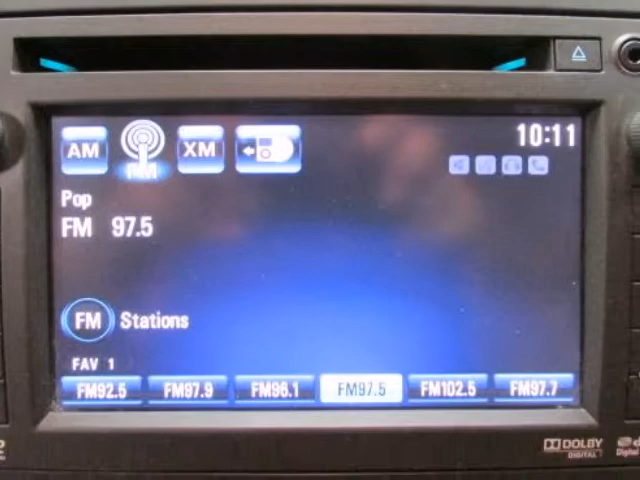 AM XM 10:11
Pop
FM 97.5
FM Stations
FAV 1
FM92.5 FM97.9 FM96.1 FM97.5 FM102.5 FM97.7
DOLBY
DIGITAL
Digital